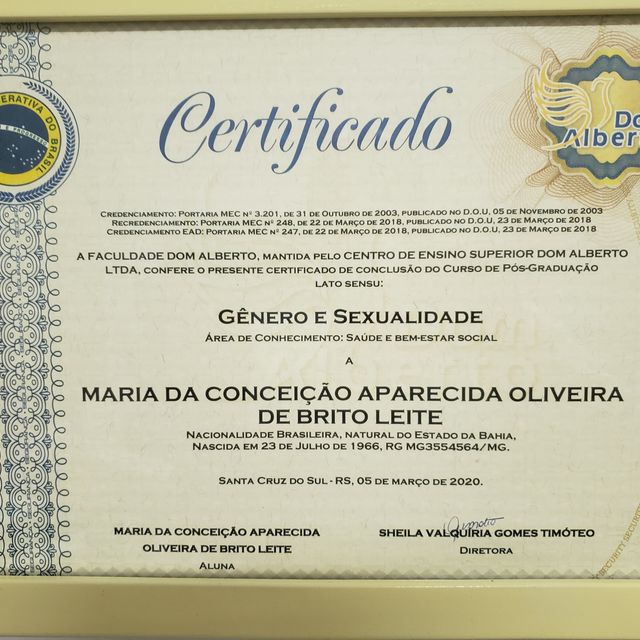 Certificado
ERATIVA DO BRASIL
M E PROGRESSO
Do
Alber
Credenciamento: Portaria MEC nº 3.201, de 31 de Outubro de 2003, publicado no D.O.U, 05 de Novembro de 2003
Recredenciamento: Portaria MEC nº 248, de 22 de Março de 2018, publicado no D.O.U, 23 de Março de 2018
Credenciamento EAD: Portaria MEC nº 247, de 22 de Março de 2018, publicado no D.O.U, 23 de Março de 2018
A FACULDADE DOM ALBERTO, mantida pelo CENTRO DE ENSINO SUPERIOR DOM ALBERTO
LTDA, confere o presente certificado de conclusão do Curso de Pós-Graduação
lato sensu:
Gênero e Sexualidade
Área de Conhecimento: Saúde e bem-estar social
a
MARIA DA CONCEIÇÃO APARECIDA OLIVEIRA
DE BRITO LEITE
Nacionalidade Brasileira, natural do Estado da Bahia,
Nascida em 23 de Julho de 1966, RG MG3554564/MG.
Santa Cruz do Sul - RS, 05 de março de 2020.
MARIA DA CONCEIÇÃO APARECIDA
OLIVEIRA DE BRITO LEITE
Aluna
SHEILA VALQUÍRIA GOMES TIMÓTEO
Diretora